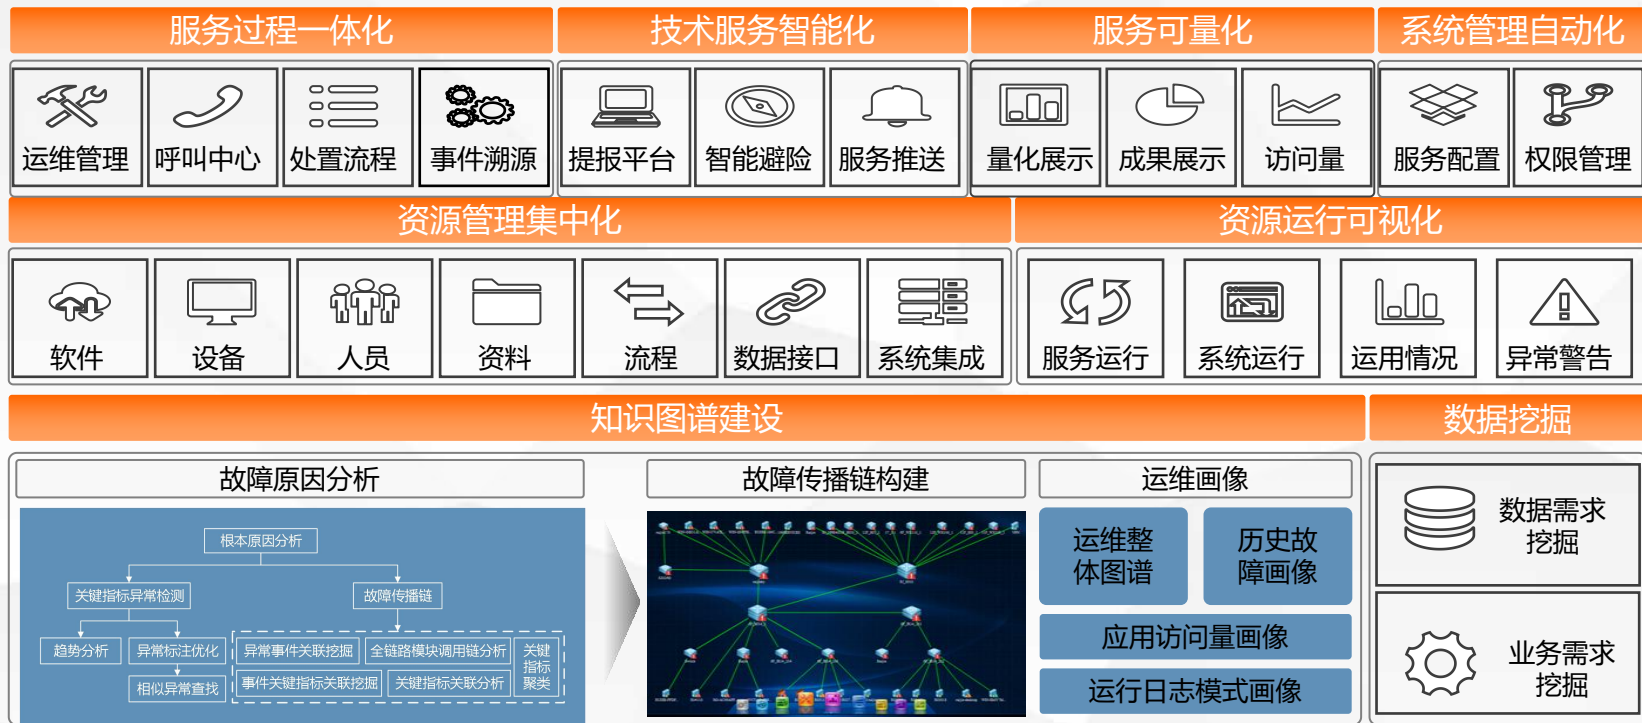 服务过程一体化
技术服务智能化
服务可量化
系统管理自动化
运维管理
呼叫中心
处置流程
事件溯源
提报平台
智能避险
服务推送
量化展示
成果展示
访问量
服务配置
权限管理
资源管理集中化
资源运行可视化
软件
设备
人员
资料
流程
数据接口
系统集成
服务运行
系统运行
运用情况
异常警告
知识图谱建设
数据挖掘
故障原因分析
根本原因分析
关键指标异常检测
故障传播链
趋势分析
异常标注优化
相似异常查找
异常事件关联挖掘
全链路模块调用链分析
事件关键指标关联挖掘
关键指标关联分析
关键
指标
聚类
故障传播链构建
运维画像
运维整
体图谱
历史故
障画像
应用访问量画像
运行日志模式画像
数据需求
挖掘
业务需求
挖掘